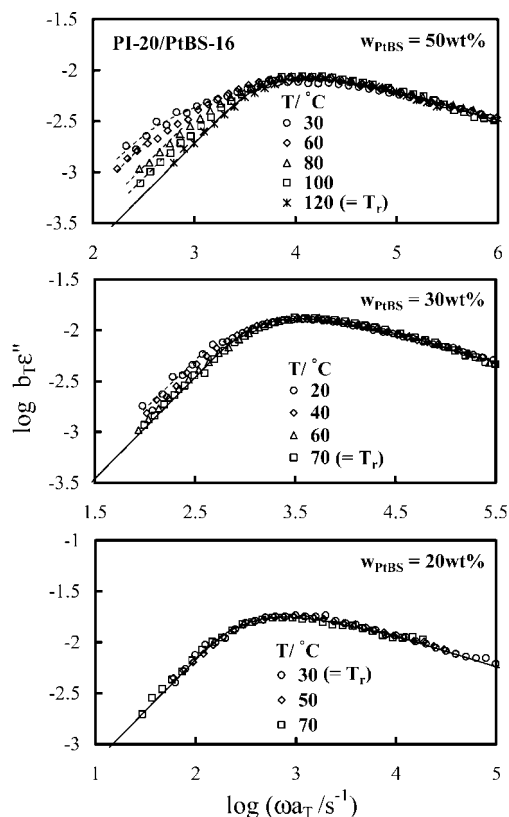 PI-20/PtBS-16
w_PtBS = 50wt%
T/ °C
30
60
80
100
120 (= T_r)
-1.5
-2
-2.5
-3
-3.5
2 3 4 5 6
w_PtBS = 30wt%
T/ °C
20
40
60
70 (= T_r)
-1.5
-2
-2.5
-3
-3.5
1.5 2.5 3.5 4.5 5.5
log b_Tε"
w_PtBS = 20wt%
T/ °C
30 (= T_r)
50
70
-1
-1.5
-2
-2.5
-3
1 2 3 4 5
log (ωa_T /s⁻¹)